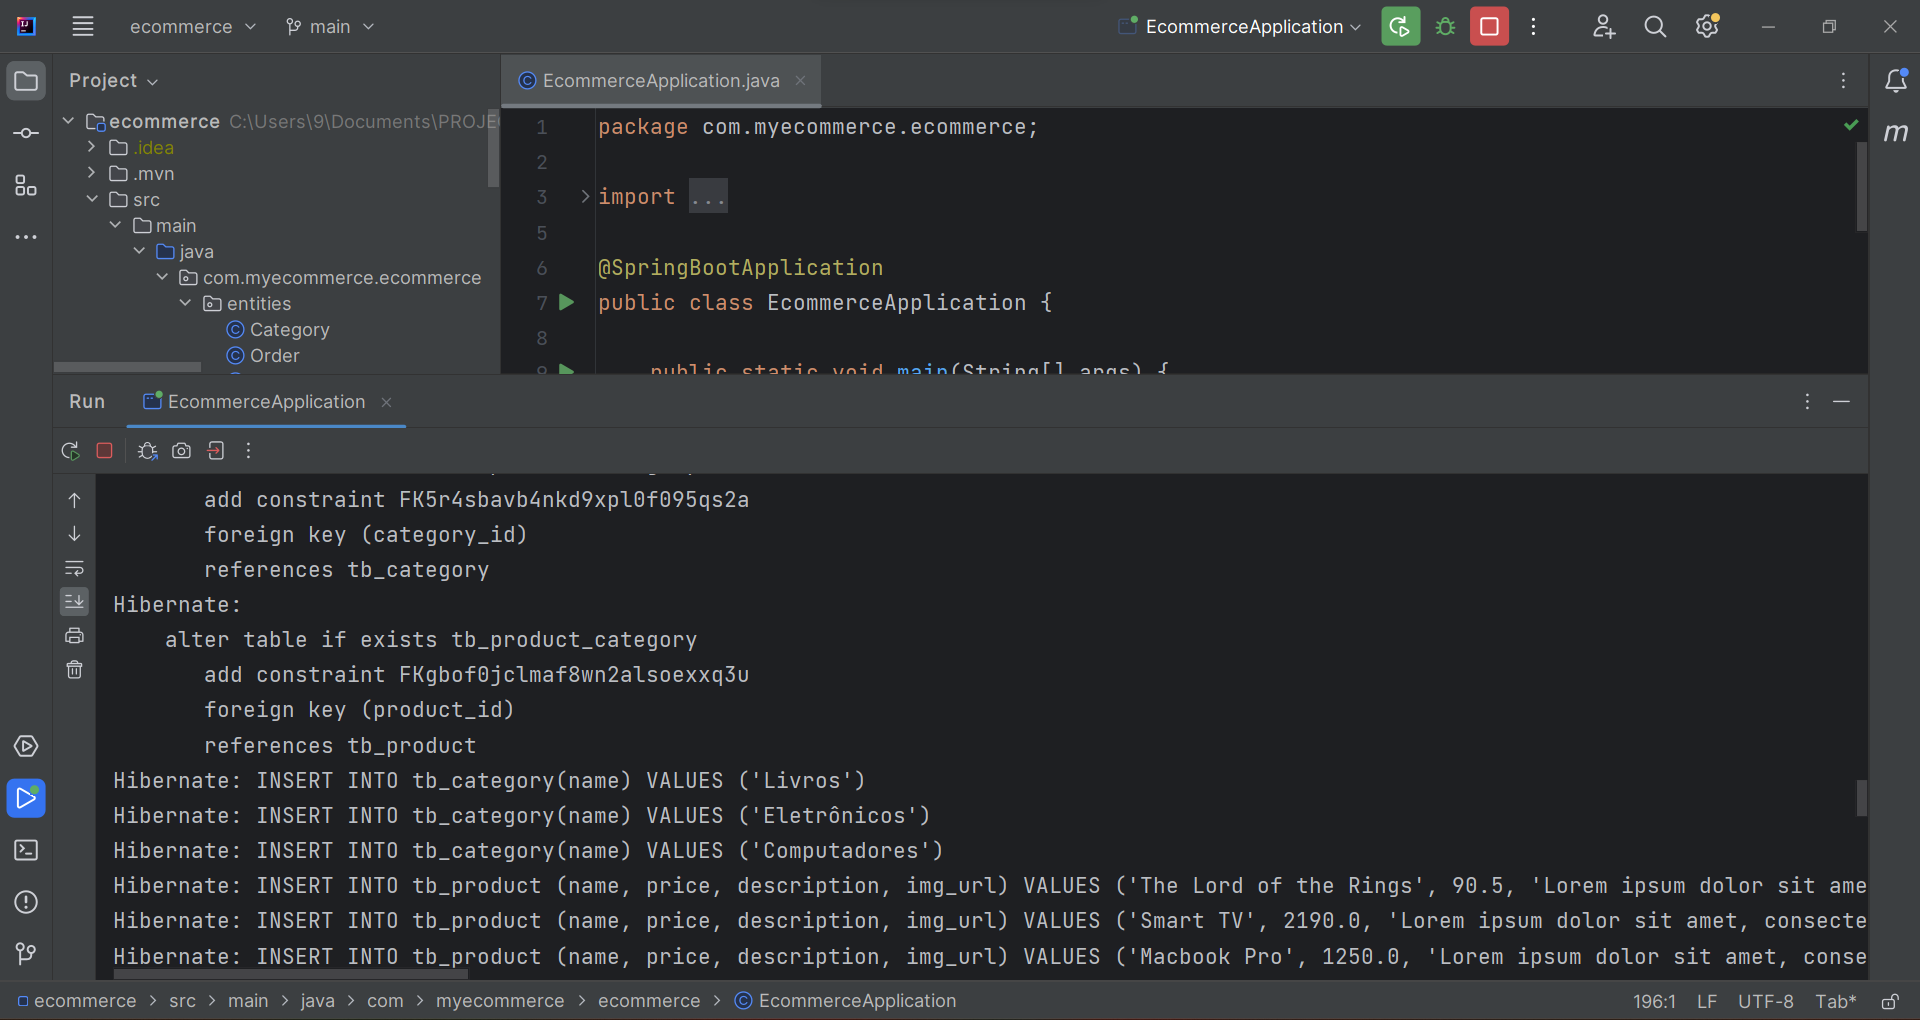 ecommerce main EcommerceApplication
Project
EcommerceApplication.java
ecommerce C:\Users\9\Documents\PROJE
.idea
.mvn
src
main
java
com.myecommerce.ecommerce
entities
Category
Order
1 package com.myecommerce.ecommerce;
2
3 import ...
5
6 @SpringBootApplication
7 public class EcommerceApplication {
8
9 public static void main(String[] args) {
m
Run EcommerceApplication
add constraint FK5r4sbavb4nkd9xpl0f095qs2a
foreign key (category_id)
references tb_category
Hibernate:
alter table if exists tb_product_category
add constraint FKgbof0jclmaf8wn2alsoexxq3u
foreign key (product_id)
references tb_product
Hibernate: INSERT INTO tb_category(name) VALUES ('Livros')
Hibernate: INSERT INTO tb_category(name) VALUES ('Eletrônicos')
Hibernate: INSERT INTO tb_category(name) VALUES ('Computadores')
Hibernate: INSERT INTO tb_product (name, price, description, img_url) VALUES ('The Lord of the Rings', 90.5, 'Lorem ipsum dolor sit ame
Hibernate: INSERT INTO tb_product (name, price, description, img_url) VALUES ('Smart TV', 2190.0, 'Lorem ipsum dolor sit amet, consecte
Hibernate: INSERT INTO tb_product (name, price, description, img_url) VALUES ('Macbook Pro', 1250.0, 'Lorem ipsum dolor sit amet, conse
ecommerce > src > main > java > com > myecommerce > ecommerce > EcommerceApplication 196:1 LF UTF-8 Tab*